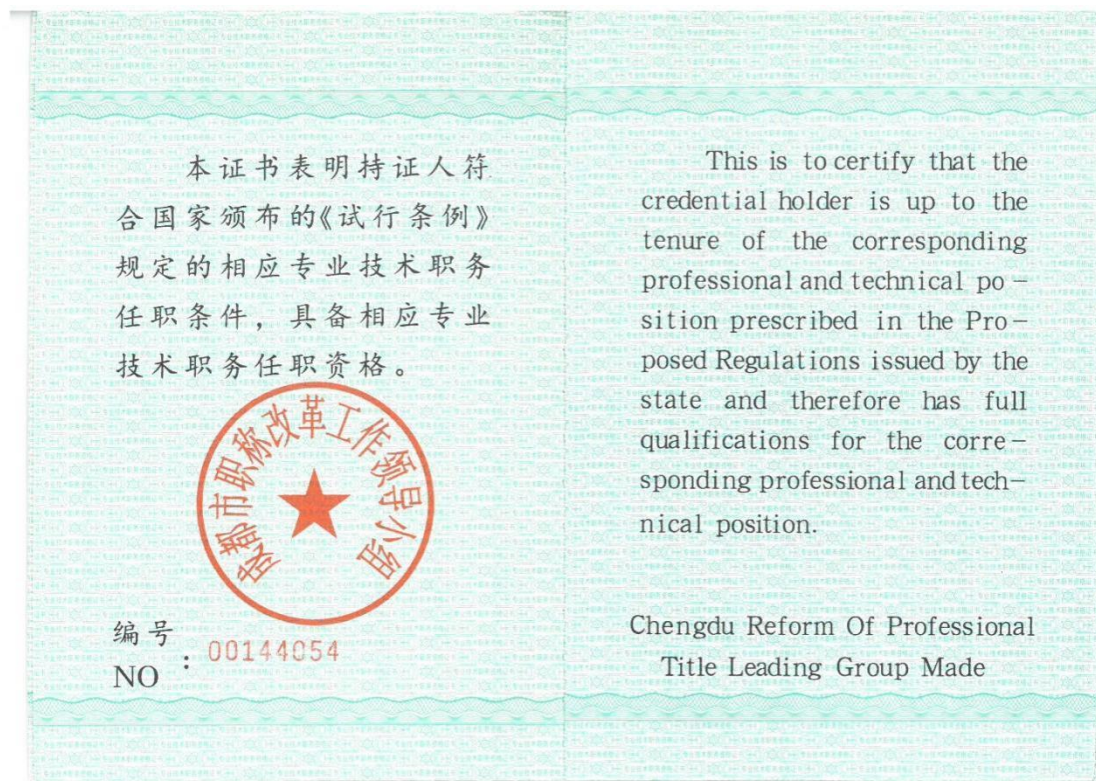 本证书表明持证人符
合国家颁布的《试行条例》
规定的相应专业技术职务
任职条件，具备相应专业
技术职务任职资格。
成都市职称改革工作领导小组
编号
NO
: 00144054
This is to certify that the
credential holder is up to the
tenure of the corresponding
professional and technical po-
sition prescribed in the Pro-
posed Regulations issued by the
state and therefore has full
qualifications for the corre-
sponding professional and tech-
nical position.
Chengdu Reform Of Professional
Title Leading Group Made